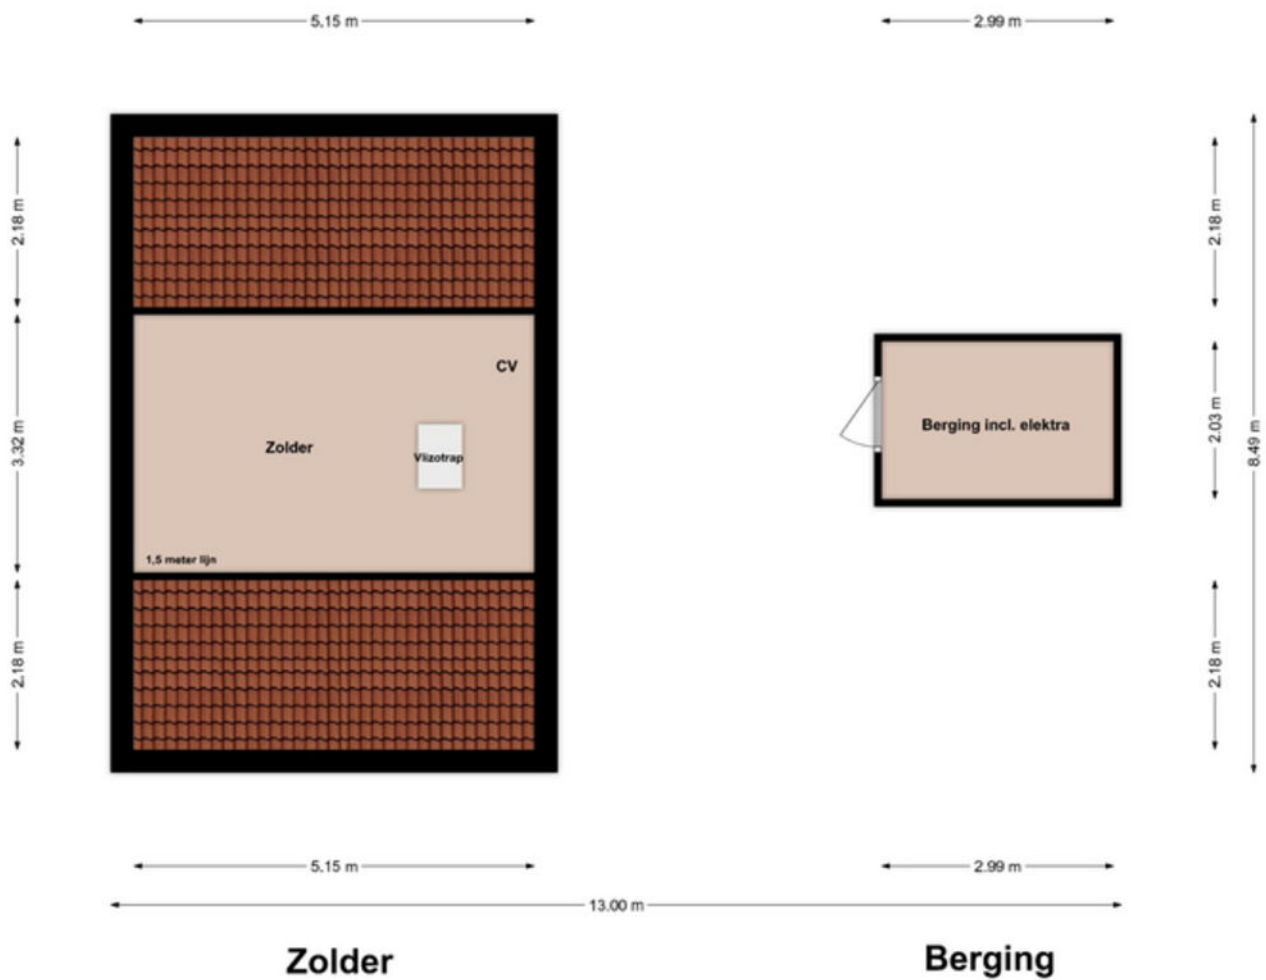 5.15 m
2.99 m
2.18 m
2.18 m
CV
Zolder
Vlizotrap
Berging incl. elektra
3.32 m
2.03 m
8.49 m
1,5 meter lijn
2.18 m
2.18 m
5.15 m
2.99 m
13.00 m
Zolder
Berging